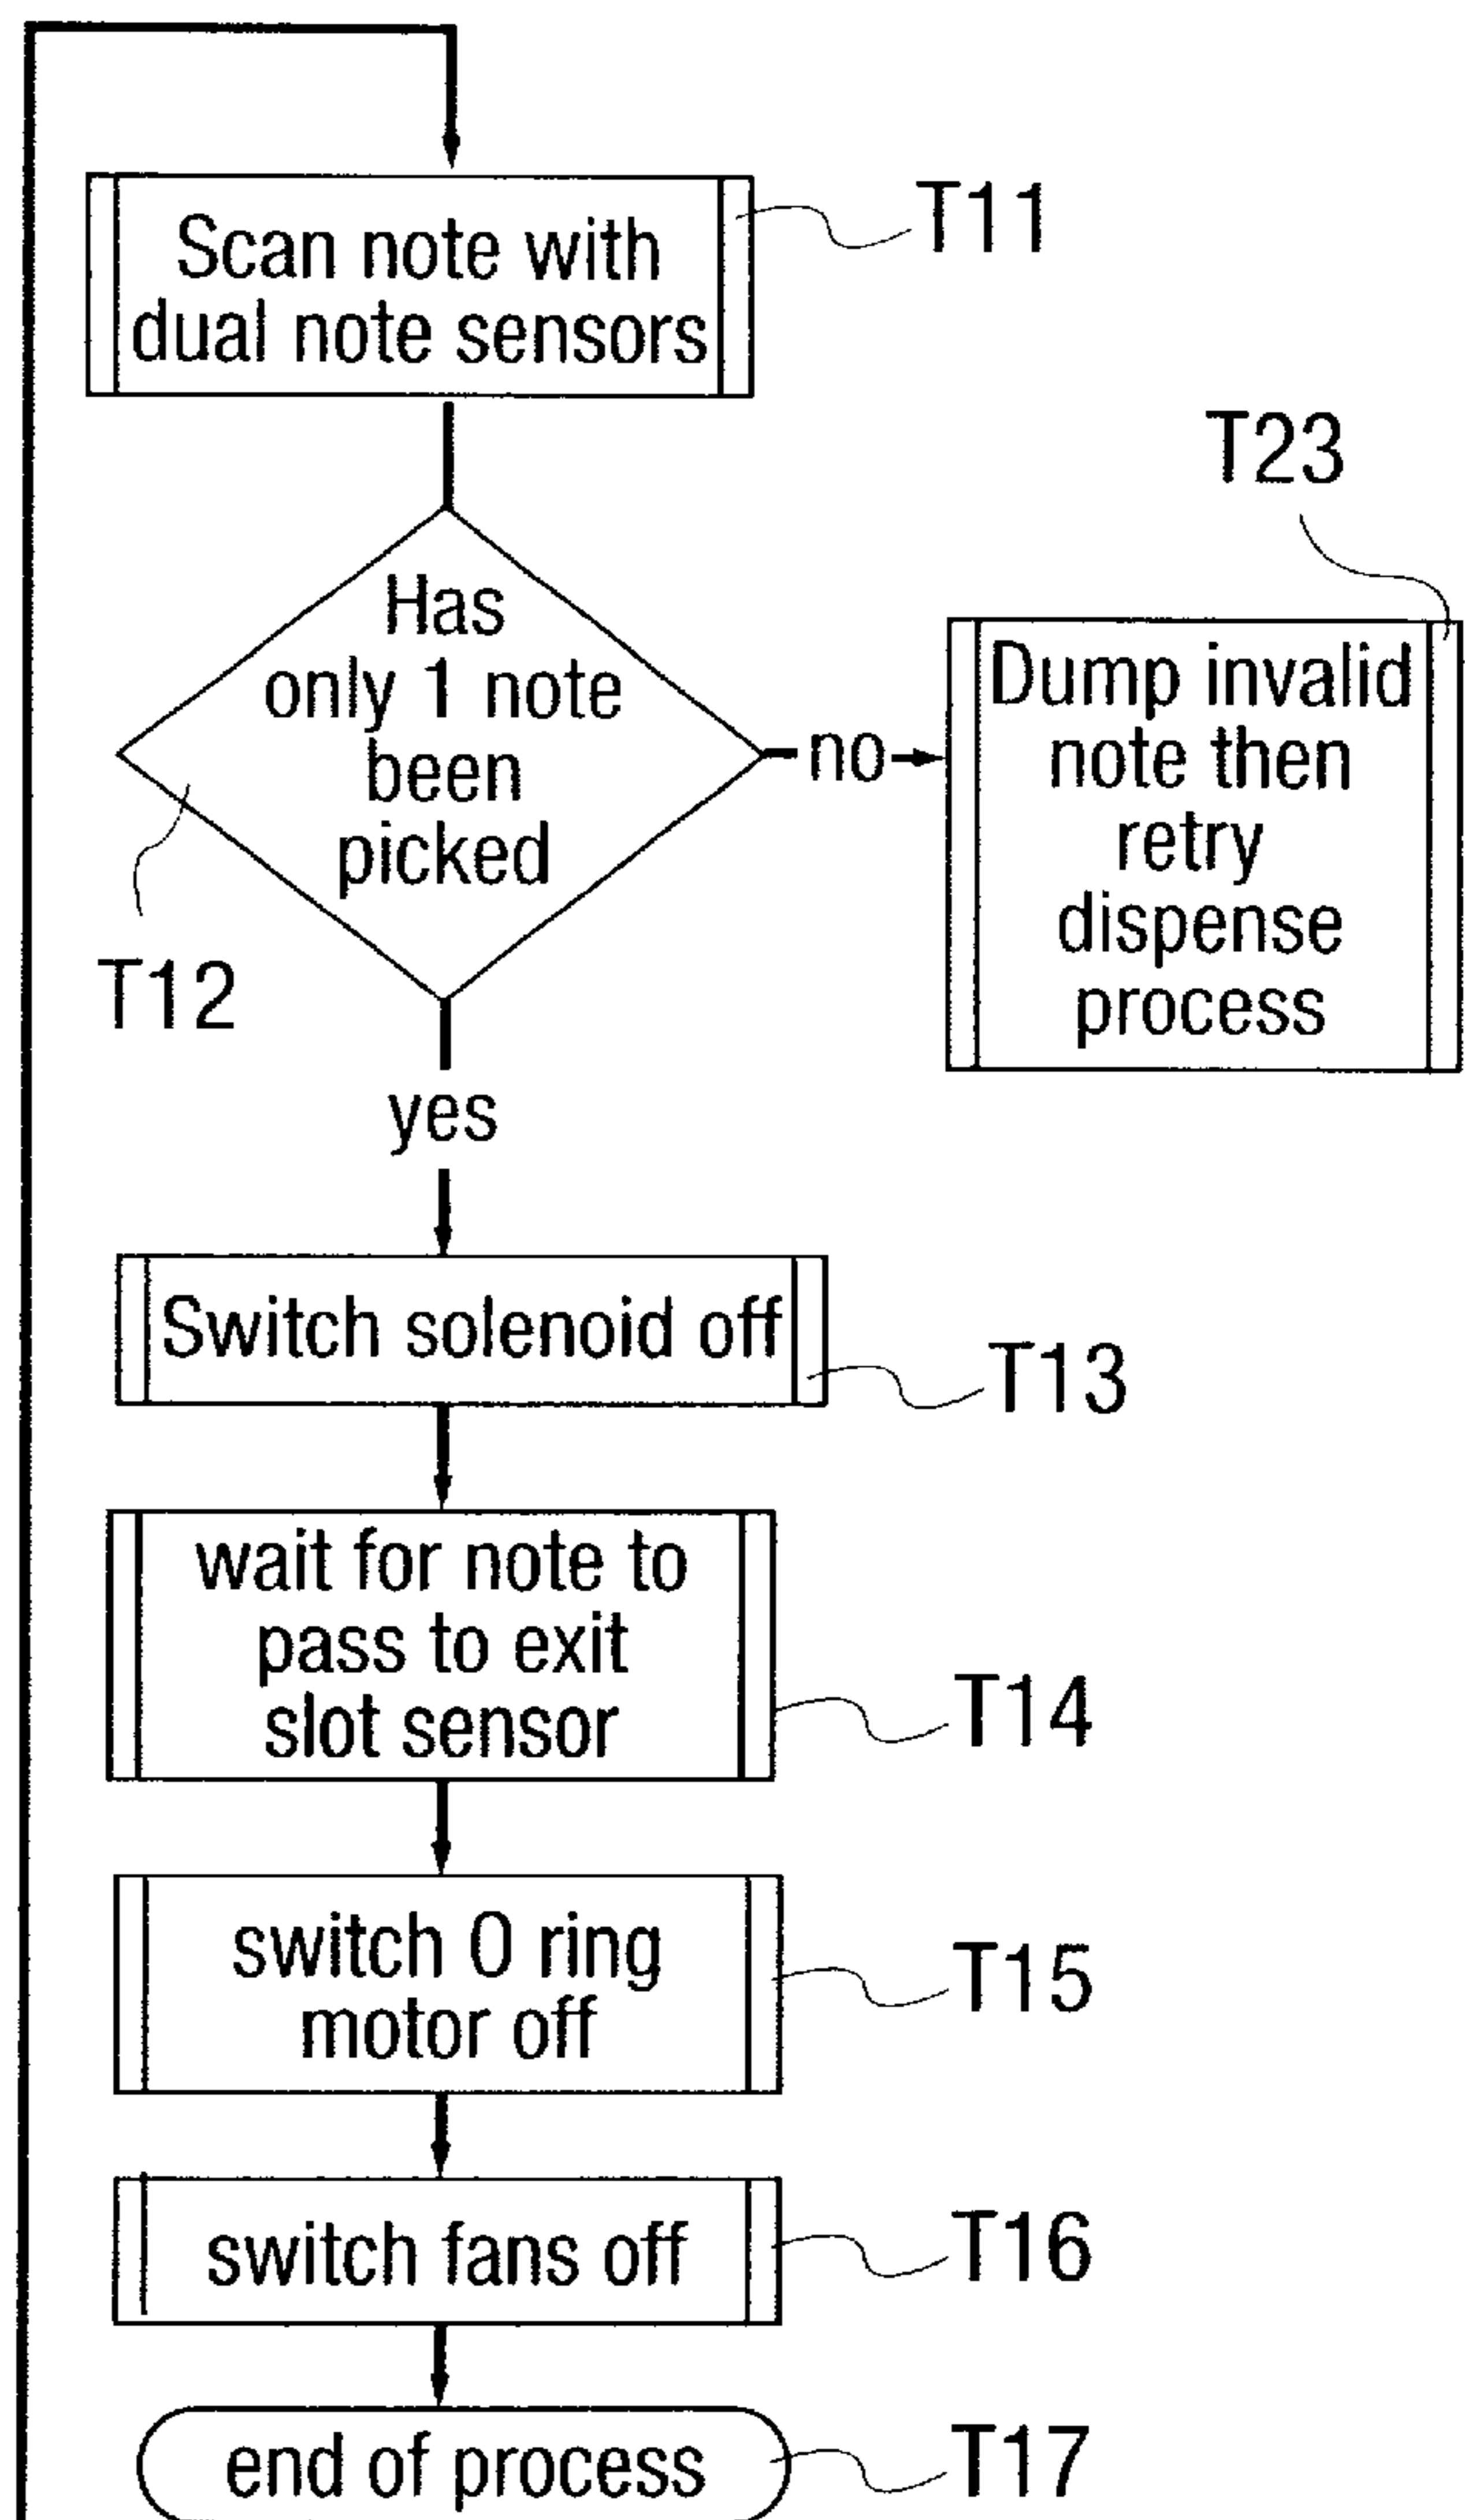 Scan note with
dual note sensors
T11
Has
only 1 note
been
picked
T12
no
T23
Dump invalid
note then
retry
dispense
process
yes
Switch solenoid off
T13
wait for note to
pass to exit
slot sensor
T14
switch O ring
motor off
T15
switch fans off
T16
end of process
T17